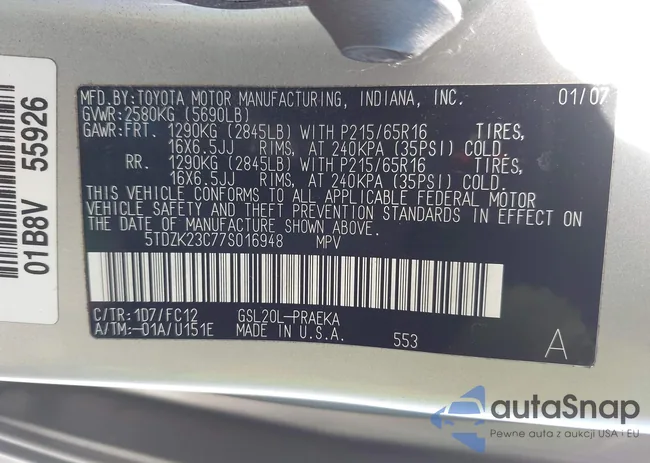 01B8V 55926
MFD.BY:TOYOTA MOTOR MANUFACTURING, INDIANA, INC. 01/07
GVWR:2580KG (5690LB)
GAWR:FRT. 1290KG (2845LB) WITH P215/65R16 TIRES,
16X6.5JJ RIMS, AT 240KPA (35PSI) COLD.
RR. 1290KG (2845LB) WITH P215/65R16 TIRES,
16X6.5JJ RIMS, AT 240KPA (35PSI) COLD.
THIS VEHICLE CONFORMS TO ALL APPLICABLE FEDERAL MOTOR
VEHICLE SAFETY AND THEFT PREVENTION STANDARDS IN EFFECT ON
THE DATE OF MANUFACTURE SHOWN ABOVE.
5TDZK23C77S016948 MPV
C/TR:1D7/FC12 GSL20L-PRAEKA
A/TM:-01A/U151E MADE IN U.S.A. 553 A
autoSnap
Pewne auta z aukcji USA i EU